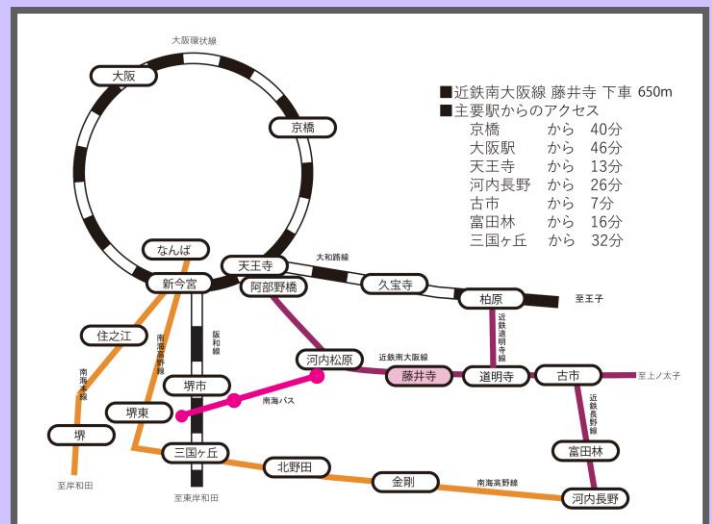 大阪環状線
大阪
京橋
■近鉄南大阪線 藤井寺 下車 650m
■主要駅からのアクセス
京橋 から 40分
大阪駅 から 46分
天王寺 から 13分
河内長野 から 26分
古市 から 7分
富田林 から 16分
三国ヶ丘 から 32分
なんば
天王寺
大和路線
新今宮
阿部野橋
久宝寺
柏原
至王子
住之江
南海高野線
阪和線
近鉄道明寺線
河内松原
近鉄南大阪線
南海本線
堺市
藤井寺
道明寺
古市
至上ノ太子
南海バス
堺東
近鉄長野線
堺
三国ヶ丘
富田林
北野田
金剛
南海高野線
河内長野
至岸和田
至東岸和田